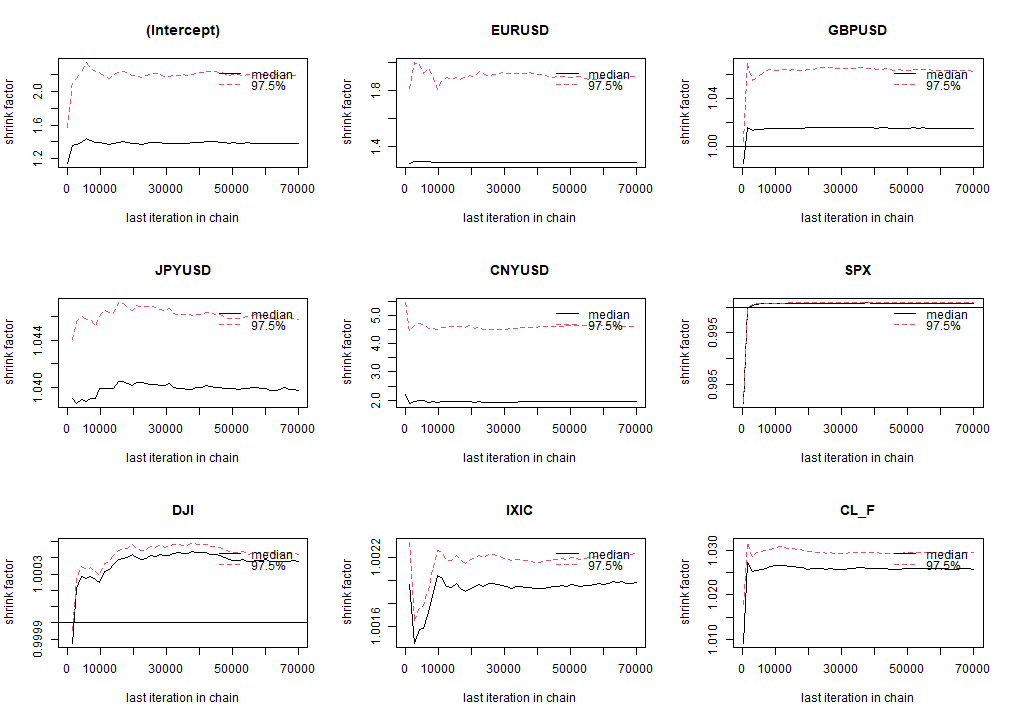 (Intercept)
shrink factor
1.2 1.6 2.0
median
97.5%
0 10000 30000 50000 70000
last iteration in chain
EURUSD
shrink factor
1.4 1.8
median
97.5%
0 10000 30000 50000 70000
last iteration in chain
GBPUSD
shrink factor
1.00 1.04
median
97.5%
0 10000 30000 50000 70000
last iteration in chain
JPYUSD
shrink factor
1.040 1.044
median
97.5%
0 10000 30000 50000 70000
last iteration in chain
CNYUSD
shrink factor
2.0 3.0 4.0 5.0
median
97.5%
0 10000 30000 50000 70000
last iteration in chain
SPX
shrink factor
0.985 0.995
median
97.5%
0 10000 30000 50000 70000
last iteration in chain
DJI
shrink factor
0.9999 1.0003
median
97.5%
0 10000 30000 50000 70000
last iteration in chain
IXIC
shrink factor
1.0016 1.0022
median
97.5%
0 10000 30000 50000 70000
last iteration in chain
CL_F
shrink factor
1.010 1.020 1.030
median
97.5%
0 10000 30000 50000 70000
last iteration in chain